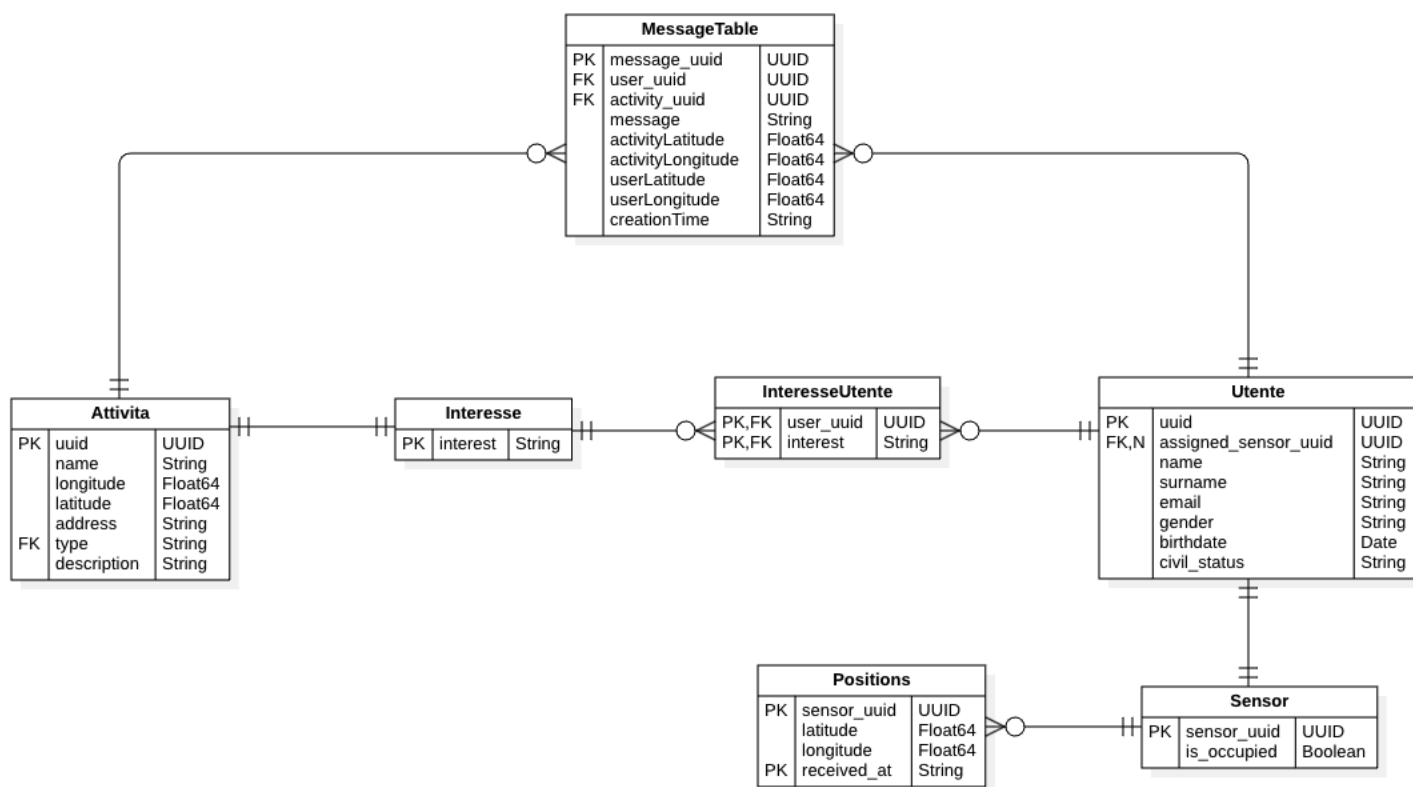 MessageTable
PK message_uuid UUID
FK user_uuid UUID
FK activity_uuid UUID
message String
activityLatitude Float64
activityLongitude Float64
userLatitude Float64
userLongitude Float64
creationTime String
Attivita
PK uuid UUID
name String
longitude Float64
latitude Float64
address String
FK type String
description String
Interesse
PK interest String
InteresseUtente
PK,FK user_uuid UUID
PK,FK interest String
Utente
PK uuid UUID
FK,N assigned_sensor_uuid UUID
name String
surname String
email String
gender String
birthdate Date
civil_status String
Positions
PK sensor_uuid UUID
latitude Float64
longitude Float64
PK received_at String
Sensor
PK sensor_uuid UUID
is_occupied Boolean